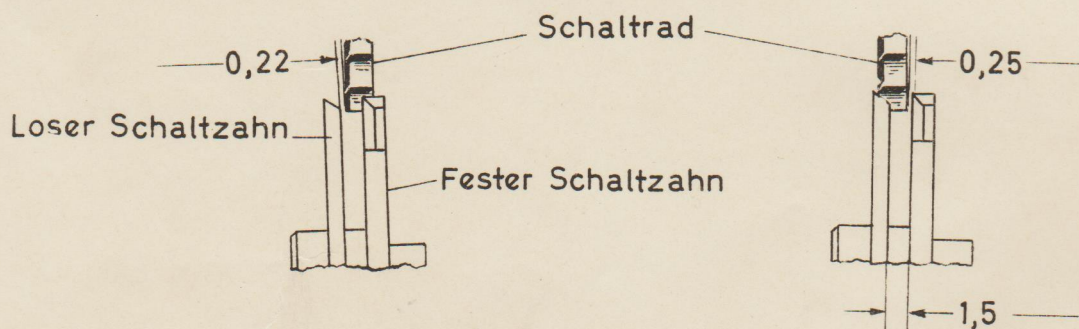 Schaltrad
0,22
0,25
Loser Schaltzahn
Fester Schaltzahn
1,5